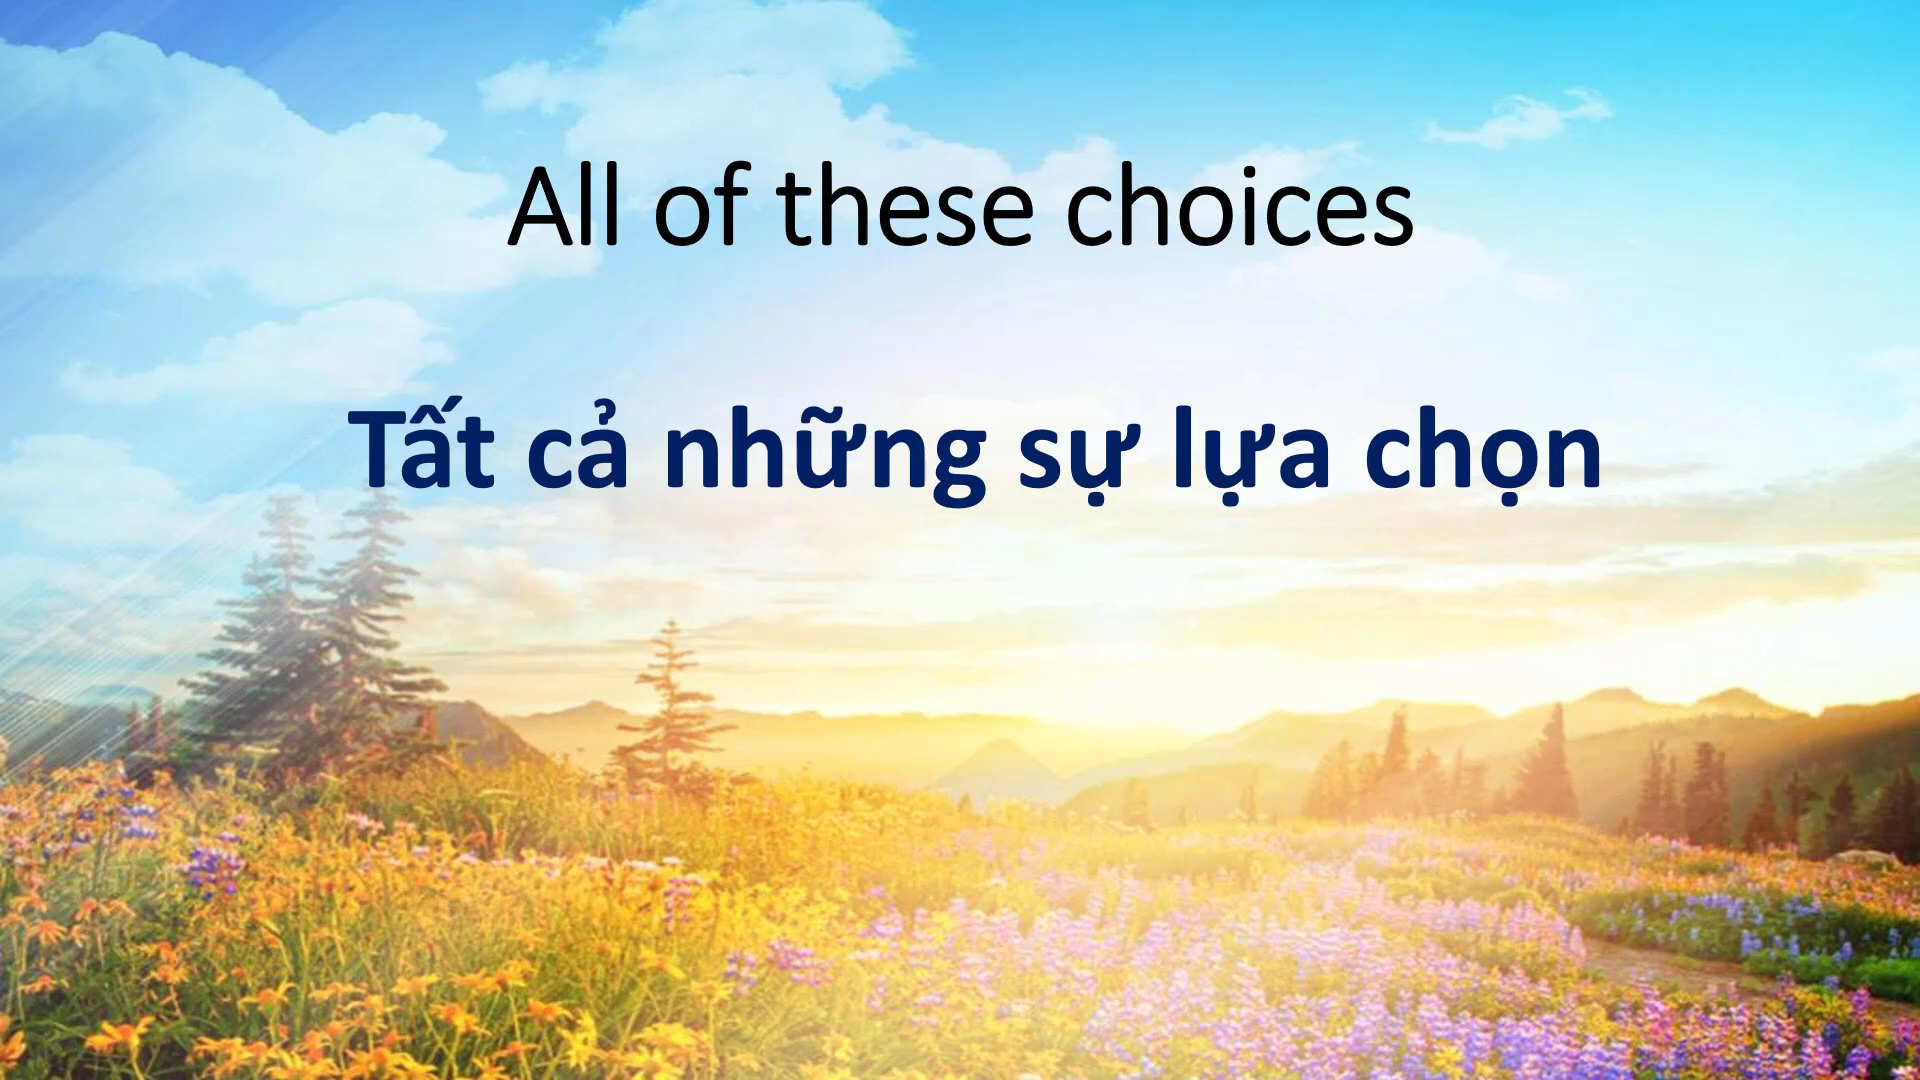 All of these choices
Tất cả những sự lựa chọn